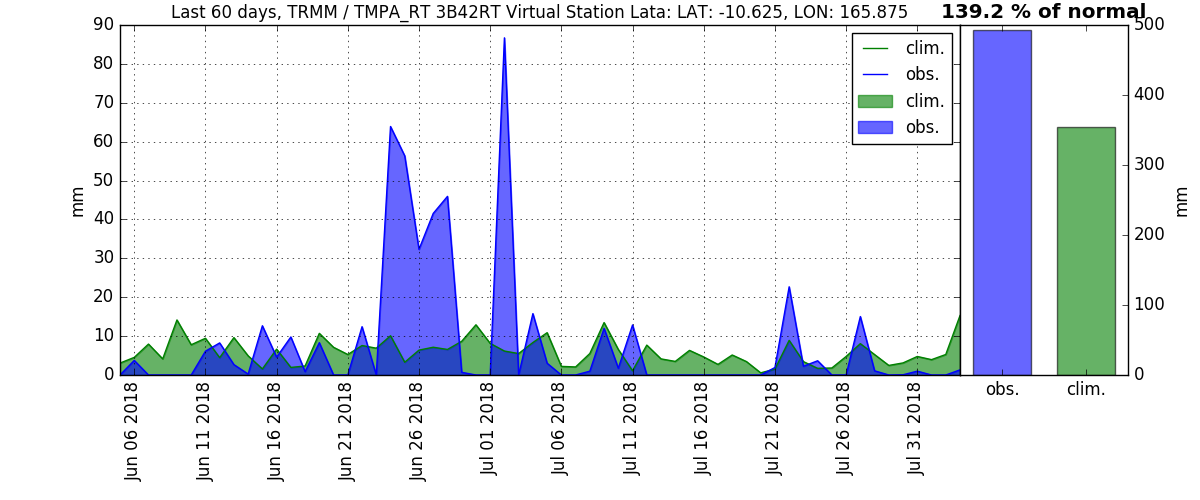 Last 60 days, TRMM / TMPA_RT 3B42RT Virtual Station Lata: LAT: -10.625, LON: 165.875
139.2 % of normal
90
80
70
60
50
40
30
20
10
0
mm
clim.
obs.
clim.
obs.
500
400
300
200
100
0
mm
obs.
clim.
Jun 06 2018
Jun 11 2018
Jun 16 2018
Jun 21 2018
Jun 26 2018
Jul 01 2018
Jul 06 2018
Jul 11 2018
Jul 16 2018
Jul 21 2018
Jul 26 2018
Jul 31 2018